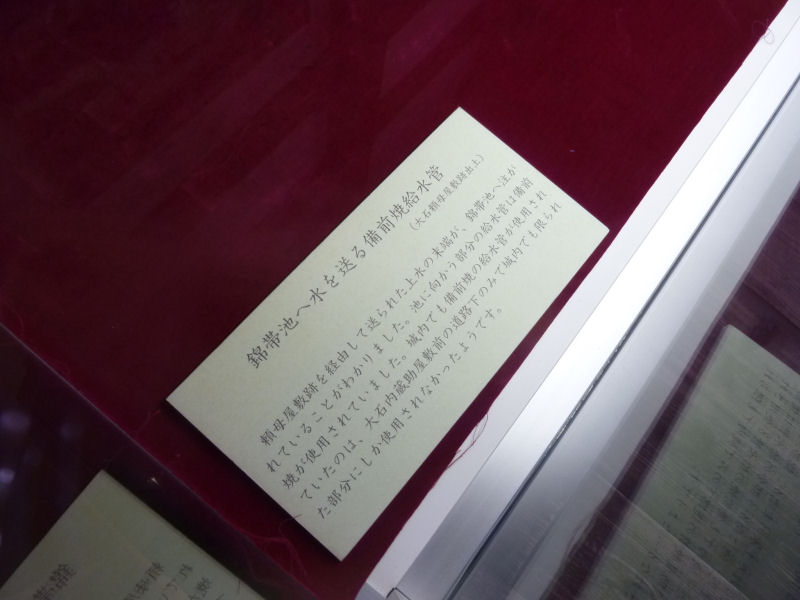 錦帯池へ水を送る備前焼給水管
（大石頼母屋敷跡出土）
頼母屋敷跡を経由して送られた上水の末端が、錦帯池へ注が
れていることがわかりました。池に向かう部分の給水管は備前
焼が使用されていました。城内でも備前焼の給水管が使用され
ていたのは、大石内蔵助屋敷前の道路下のみで城内でも限られ
た部分にしか使用されなかったようです。